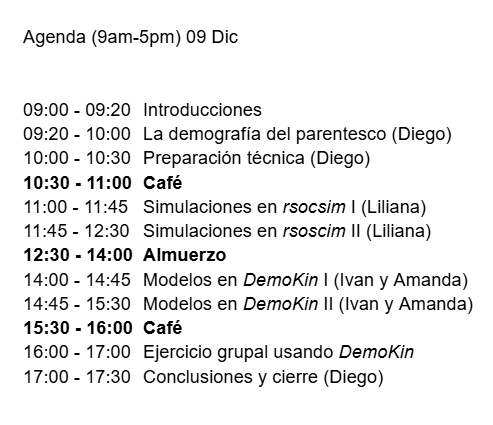 Agenda (9am-5pm) 09 Dic
09:00 - 09:20 Introducciones
09:20 - 10:00 La demografía del parentesco (Diego)
10:00 - 10:30 Preparación técnica (Diego)
10:30 - 11:00 Café
11:00 - 11:45 Simulaciones en rsocsim I (Liliana)
11:45 - 12:30 Simulaciones en rsoscim II (Liliana)
12:30 - 14:00 Almuerzo
14:00 - 14:45 Modelos en DemoKin I (Ivan y Amanda)
14:45 - 15:30 Modelos en DemoKin II (Ivan y Amanda)
15:30 - 16:00 Café
16:00 - 17:00 Ejercicio grupal usando DemoKin
17:00 - 17:30 Conclusiones y cierre (Diego)